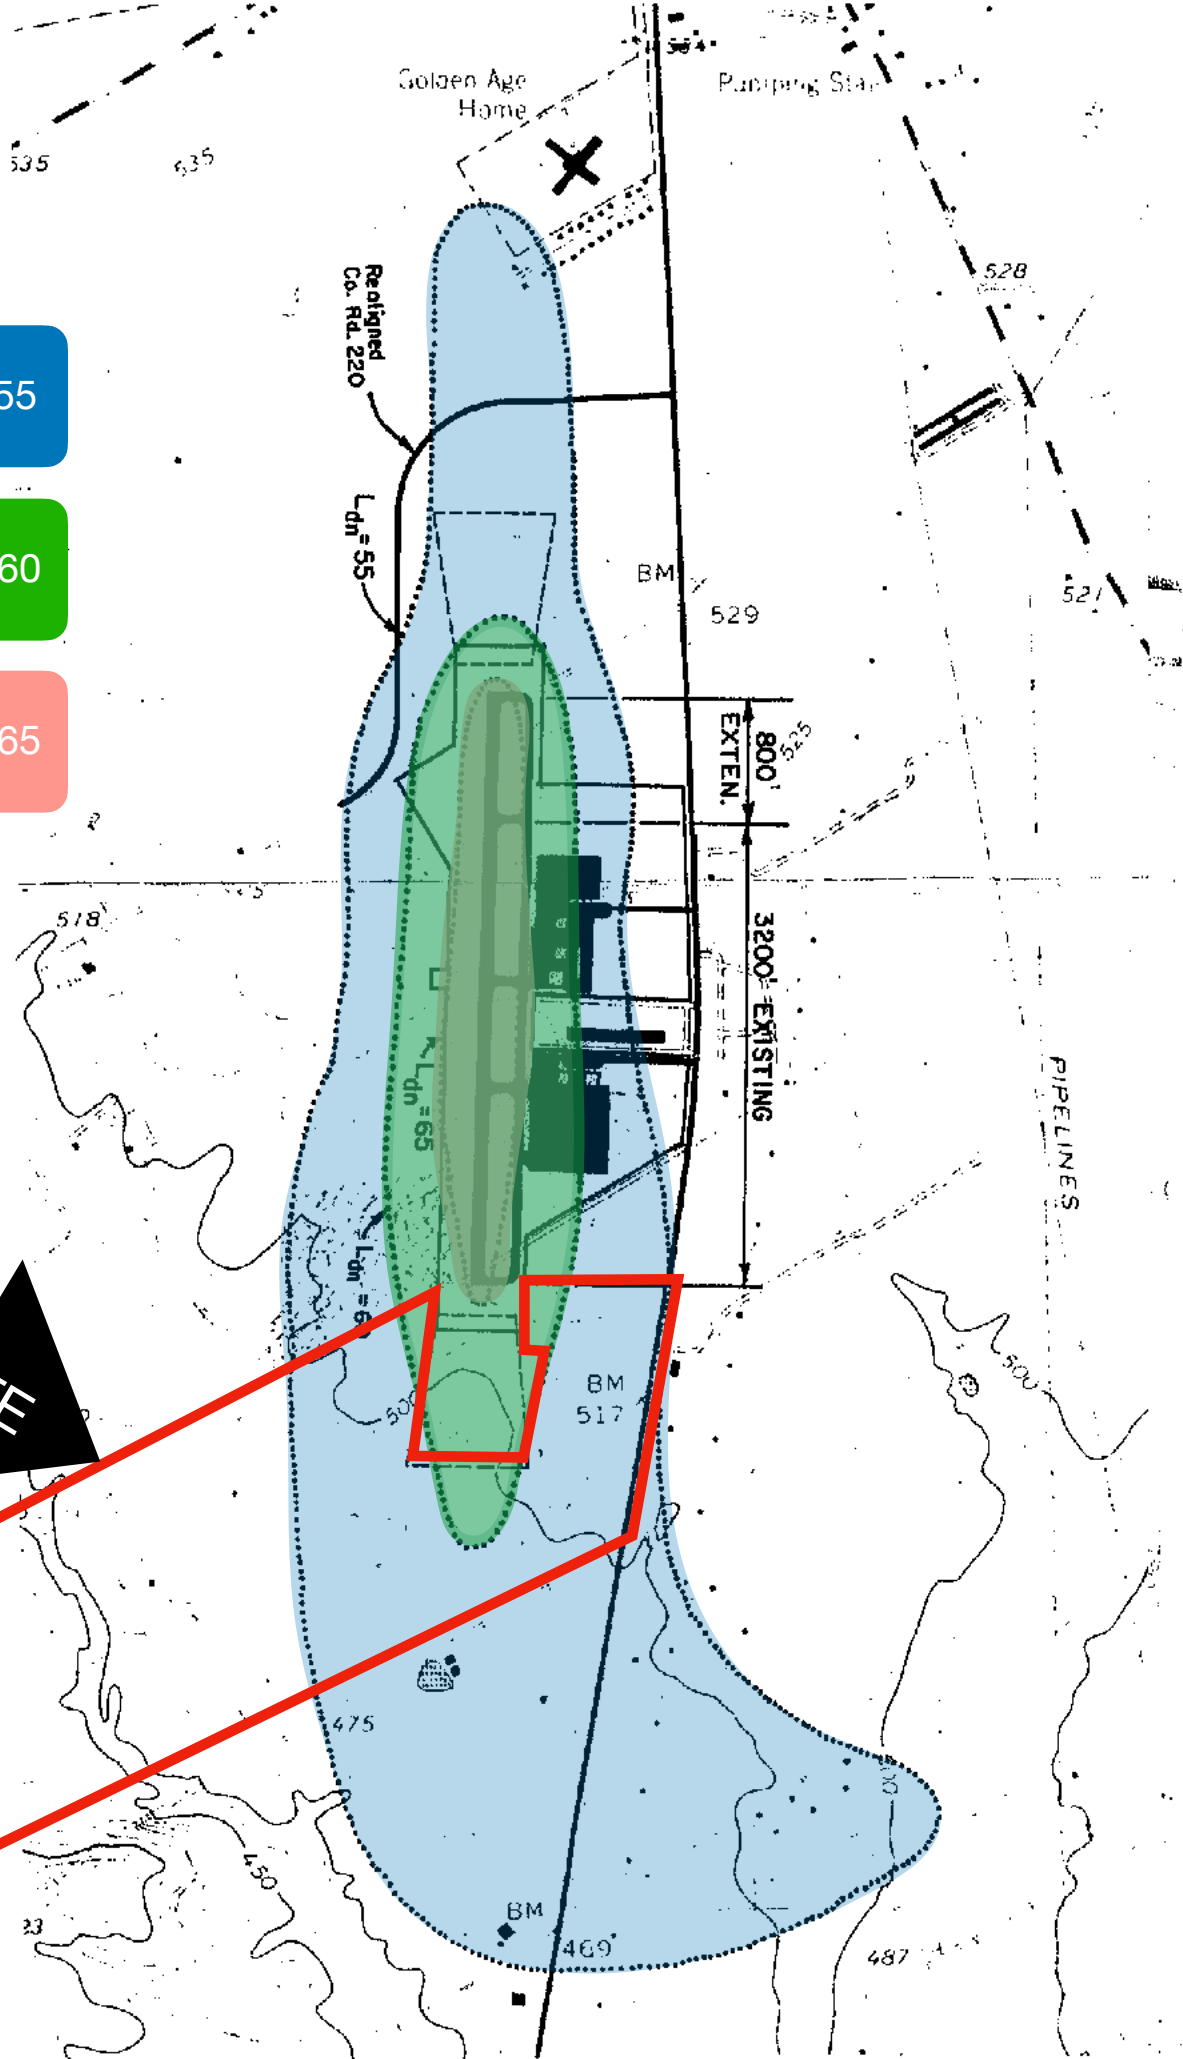 Golden Age
Home
Pumping Sta
535
635
528
Realigned
Co. Rd. 220
55
Ldn = 55
60
BM
529
521
65
800'
EXTEN.
525
518
3200' EXISTING
Ldn = 65
PIPELINES
Ldn = 6
500
BM
517
500
475
450
BM
469
487